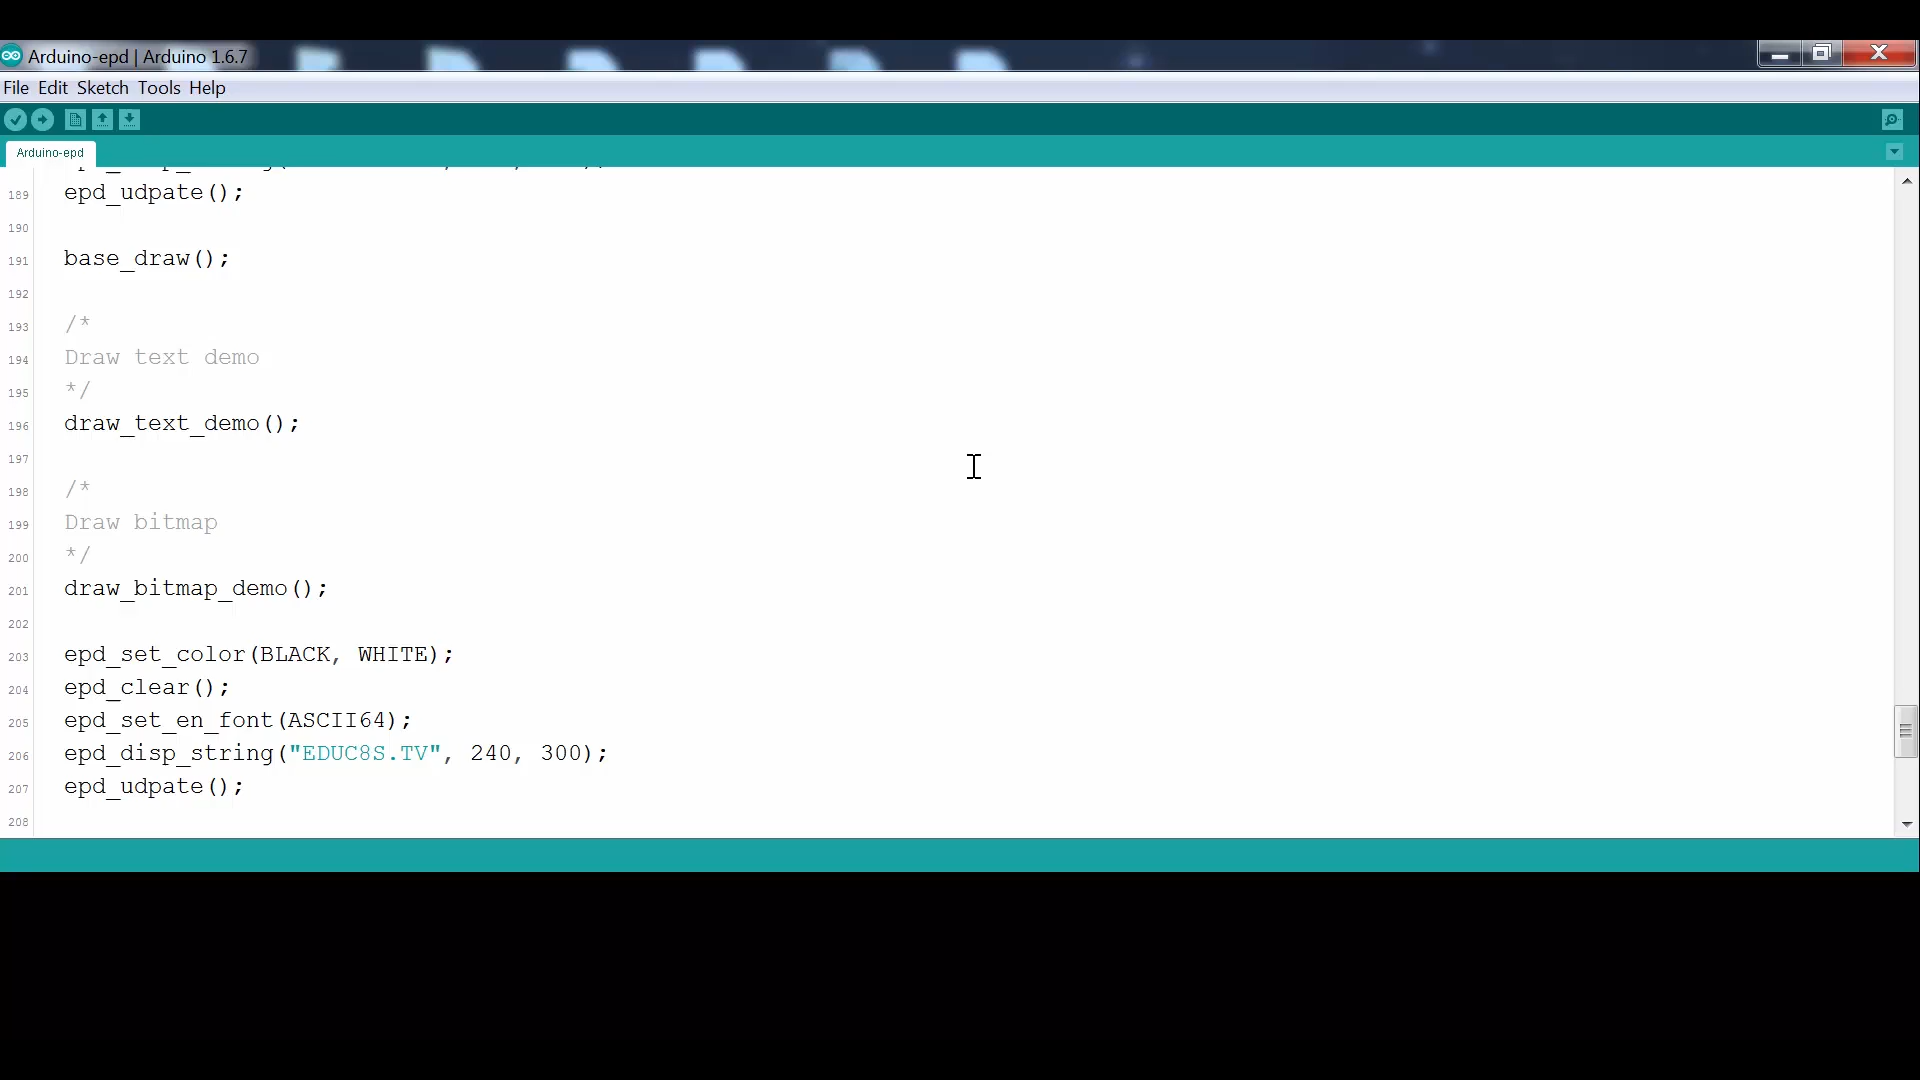 Arduino-epd | Arduino 1.6.7
File Edit Sketch Tools Help
Arduino-epd
189 epd_udpate();
190
191 base_draw();
192
193 /*
194 Draw text demo
195 */
196 draw_text_demo();
197
198 /*
199 Draw bitmap
200 */
201 draw_bitmap_demo();
202
203 epd_set_color(BLACK, WHITE);
204 epd_clear();
205 epd_set_en_font(ASCII64);
206 epd_disp_string("EDUC8S.TV", 240, 300);
207 epd_udpate();
208